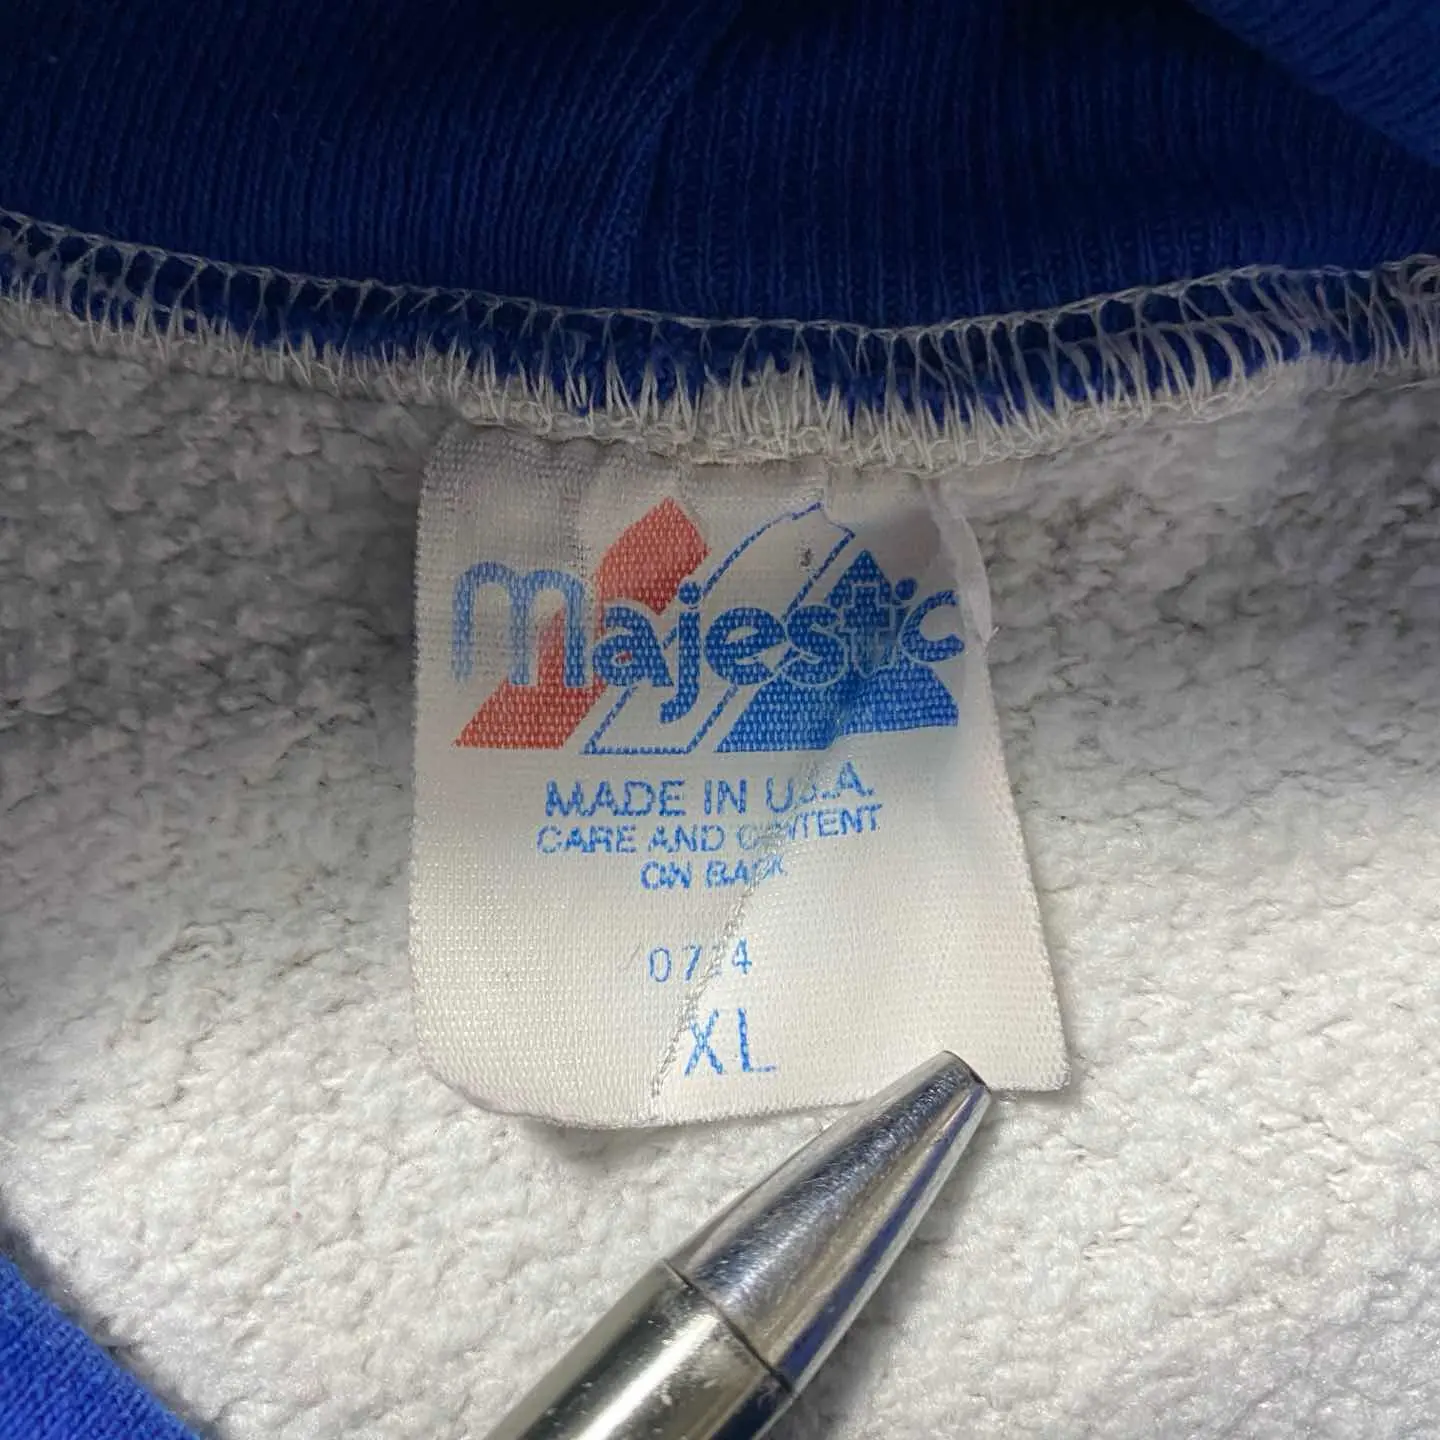 majestic
MADE IN U.S.A.
CARE AND CONTENT
ON BACK
XL